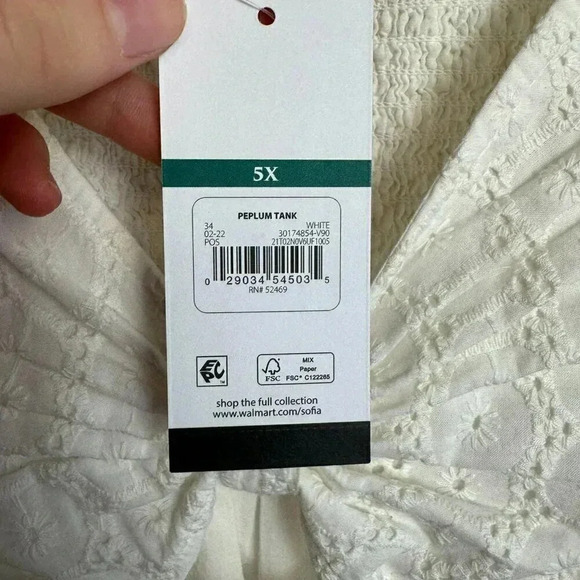 5X
PEPLUM TANK
34 WHITE
02-22 30174854-V90
POS 21T02N0V6UF1005
0 29034 54503 5
RN# 52469
EPC™
FSC
MIX
Paper
FSC® C122265
shop the full collection
www.walmart.com/sofia